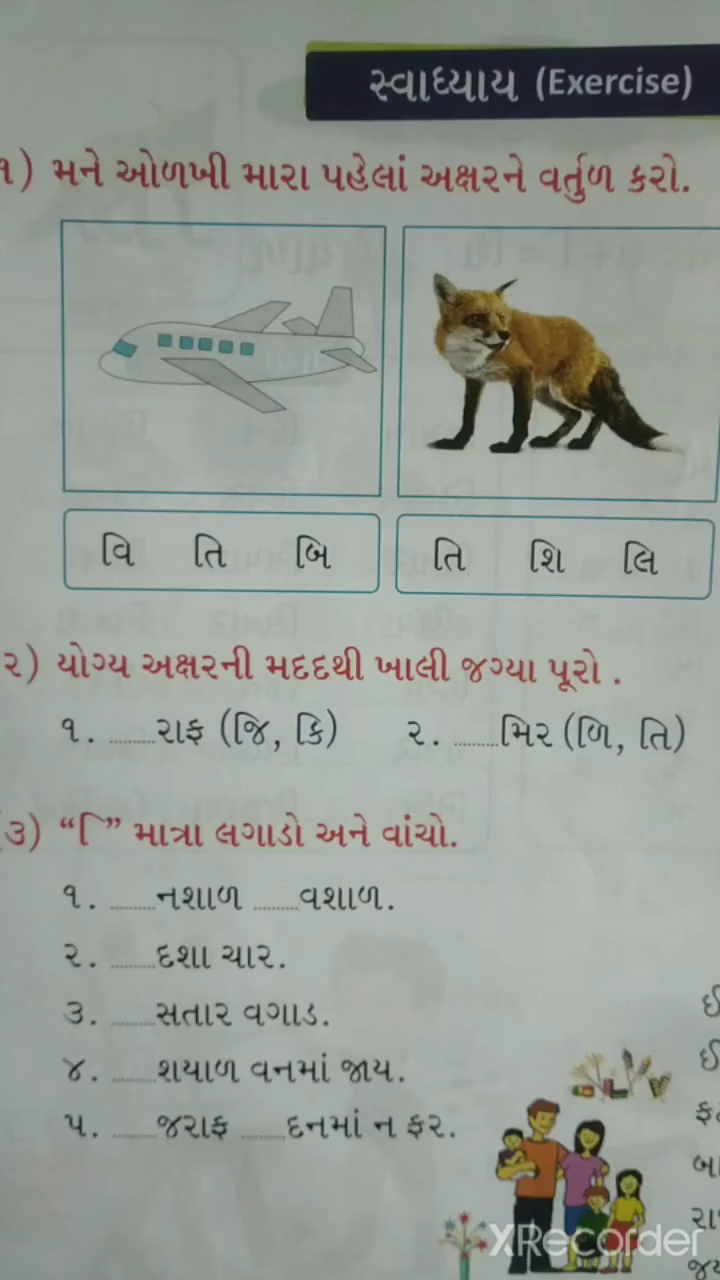 સ્વાધ્યાય (Exercise)
૧) મને ઓળખી મારા પહેલાં અક્ષરને વર્તુળ કરો.
વિ તિ બિ
તિ શિ લિ
૨) યોગ્ય અક્ષરની મદદથી ખાલી જગ્યા પૂરો .
૧. ......રાફ (જિ, કિ) ૨. ......મિર (ળિ, તિ)
(૩) “િ” માત્રા લગાડો અને વાંચો.
૧. ......નશાળ ......વશાળ.
૨. ......દશા ચાર.
૩. ......સતાર વગાડ.
૪. ......શયાળ વનમાં જાય.
૫. ......જરાફ ......દનમાં ન ફર.
XRecorder